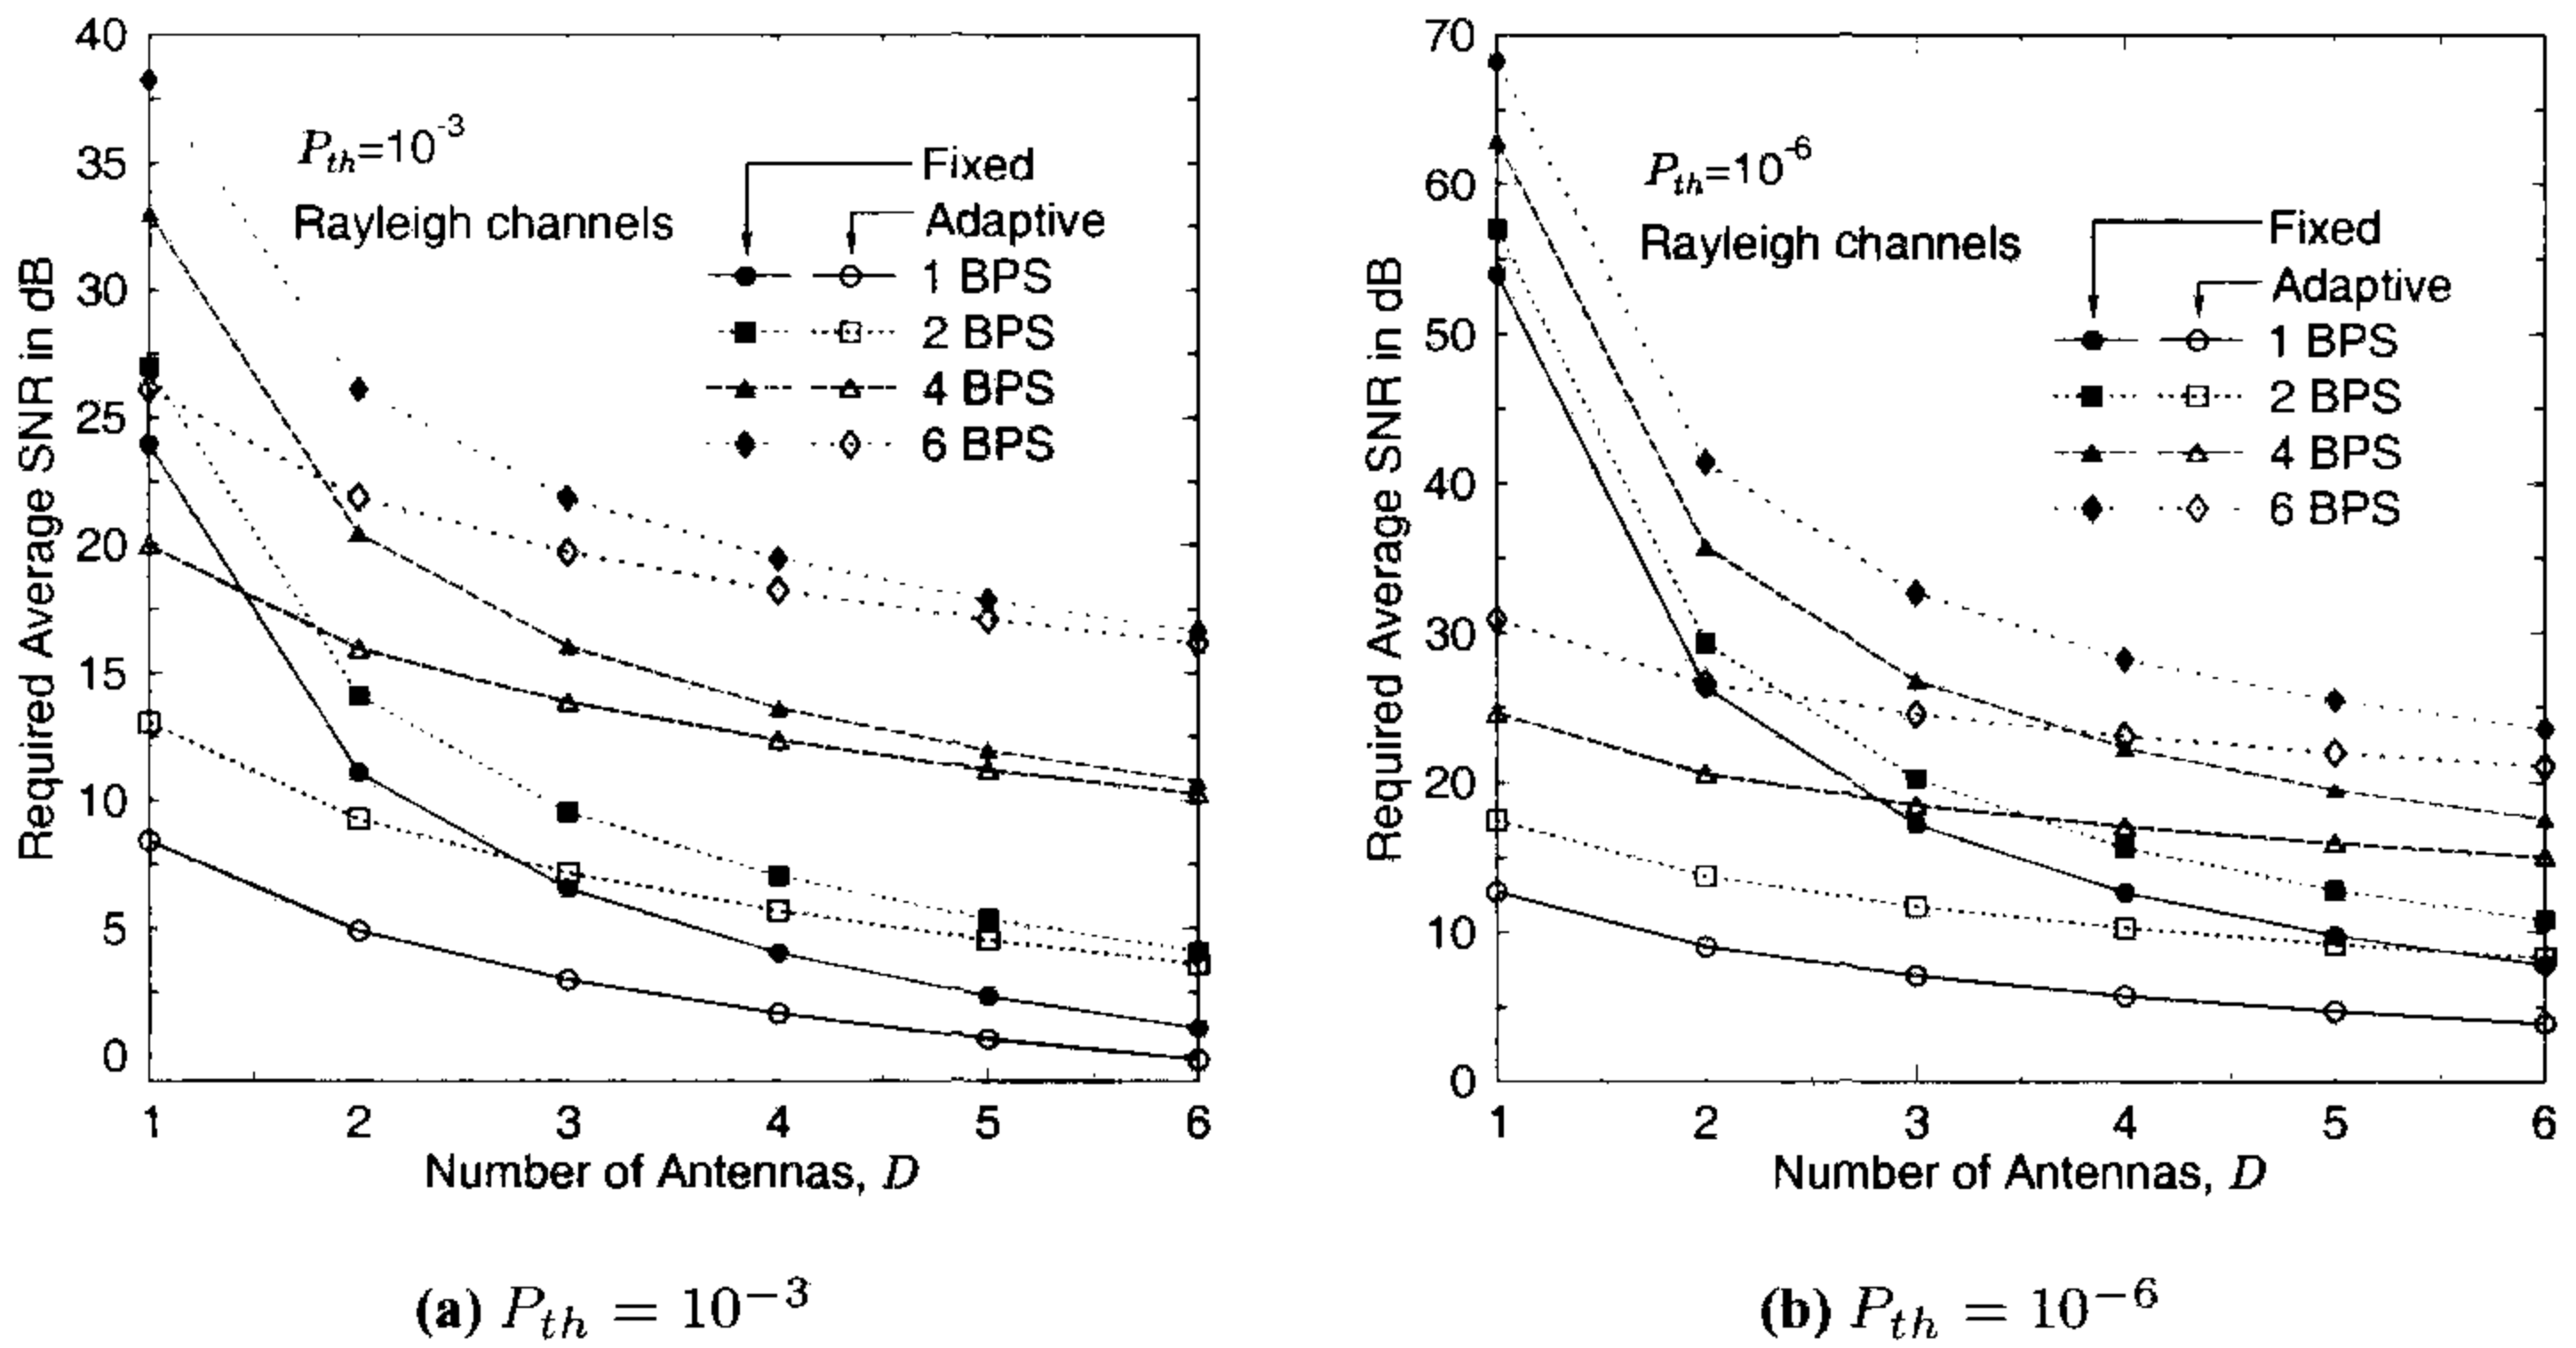 40
35
30
25
20
15
10
5
0
Required Average SNR in dB
P_th=10^-3
Rayleigh channels
Fixed
Adaptive
1 BPS
2 BPS
4 BPS
6 BPS
1 2 3 4 5 6
Number of Antennas, D
(a) P_th = 10^−3
70
60
50
40
30
20
10
0
Required Average SNR in dB
P_th=10^-6
Rayleigh channels
Fixed
Adaptive
1 BPS
2 BPS
4 BPS
6 BPS
1 2 3 4 5 6
Number of Antennas, D
(b) P_th = 10^−6